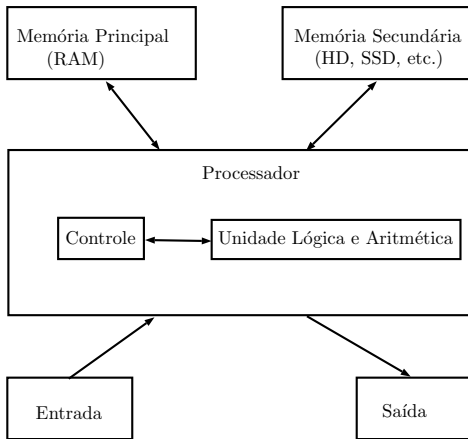 Memória Principal
(RAM)
Memória Secundária
(HD, SSD, etc.)
Processador
Controle
Unidade Lógica e Aritmética
Entrada
Saída